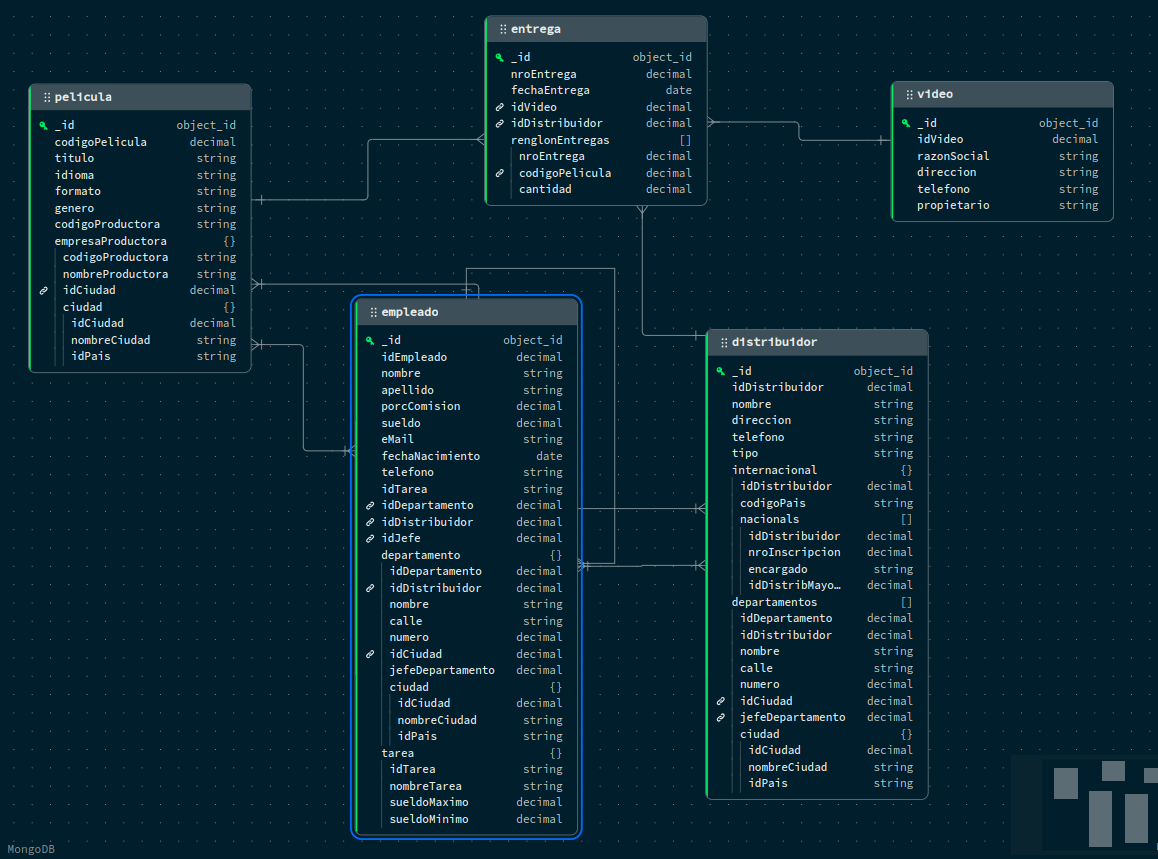 entrega
_id object_id
nroEntrega decimal
fechaEntrega date
idVideo decimal
idDistribuidor decimal
renglonEntregas []
nroEntrega decimal
codigoPelicula decimal
cantidad decimal
pelicula
_id object_id
codigoPelicula decimal
titulo string
idioma string
formato string
genero string
codigoProductora string
empresaProductora {}
codigoProductora string
nombreProductora string
idCiudad decimal
ciudad {}
idCiudad decimal
nombreCiudad string
idPais string
video
_id object_id
idVideo decimal
razonSocial string
direccion string
telefono string
propietario string
empleado
_id object_id
idEmpleado decimal
nombre string
apellido string
porcComision decimal
sueldo decimal
eMail string
fechaNacimiento date
telefono string
idTarea string
idDepartamento decimal
idDistribuidor decimal
idJefe decimal
departamento {}
idDepartamento decimal
idDistribuidor decimal
nombre string
calle string
numero decimal
idCiudad decimal
jefeDepartamento decimal
ciudad {}
idCiudad decimal
nombreCiudad string
idPais string
tarea {}
idTarea string
nombreTarea string
sueldoMaximo decimal
sueldoMinimo decimal
distribuidor
_id object_id
idDistribuidor decimal
nombre string
direccion string
telefono string
tipo string
internacional {}
idDistribuidor decimal
codigoPais string
nacionals []
idDistribuidor decimal
nroInscripcion decimal
encargado string
idDistribMayo… decimal
departamentos []
idDepartamento decimal
idDistribuidor decimal
nombre string
calle string
numero decimal
idCiudad decimal
jefeDepartamento decimal
ciudad {}
idCiudad decimal
nombreCiudad string
idPais string
MongoDB